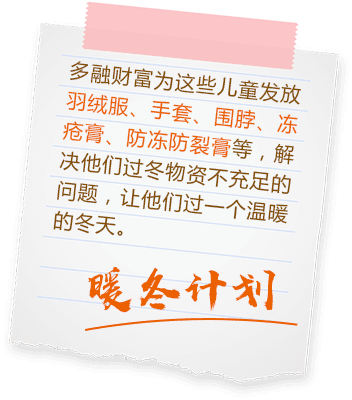 多融财富为这些儿童发放
羽绒服、手套、围脖、冻
疮膏、防冻防裂膏等，解
决他们过冬物资不充足的
问题，让他们过一个温暖
的冬天。
暖冬计划